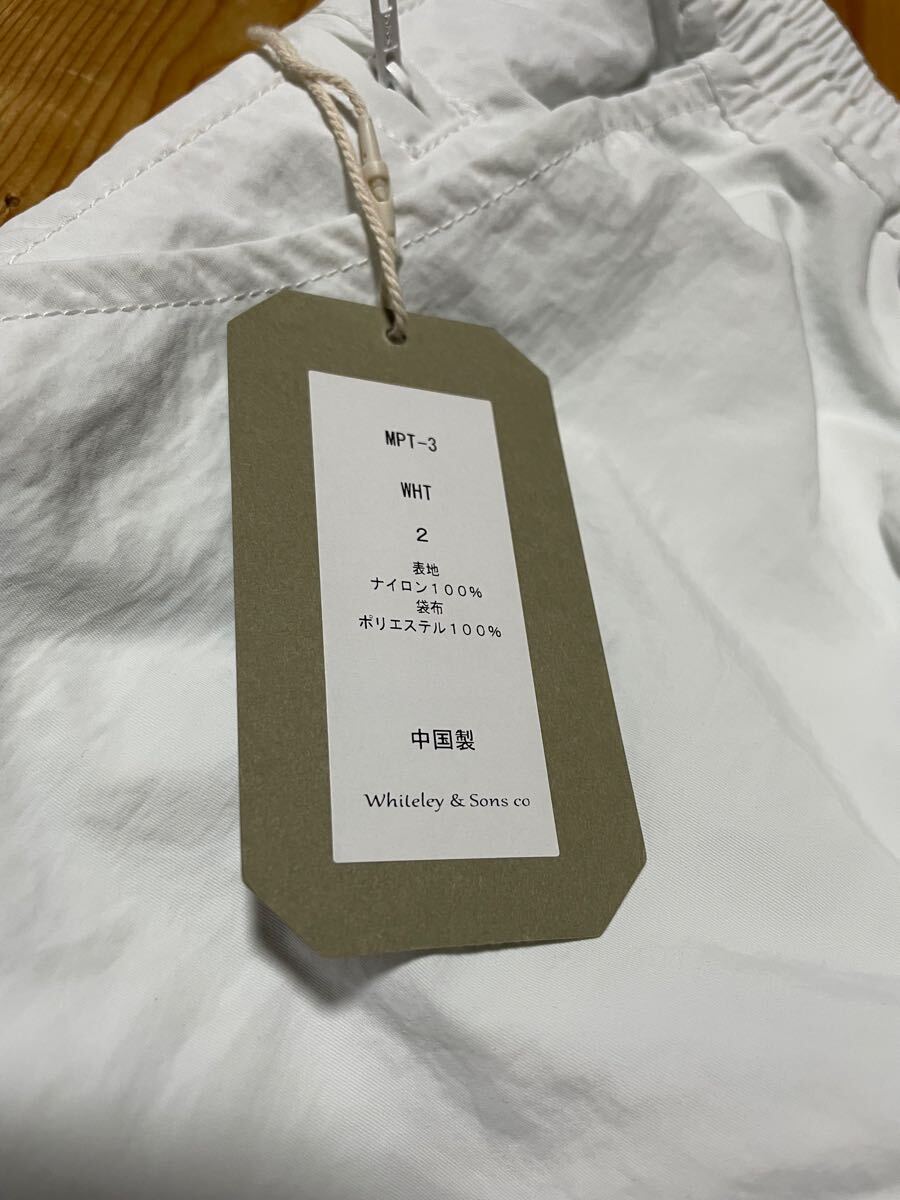 MPT-3
WHT
2
表地
ナイロン100%
袋布
ポリエステル100%
中国製
Whiteley & Sons co